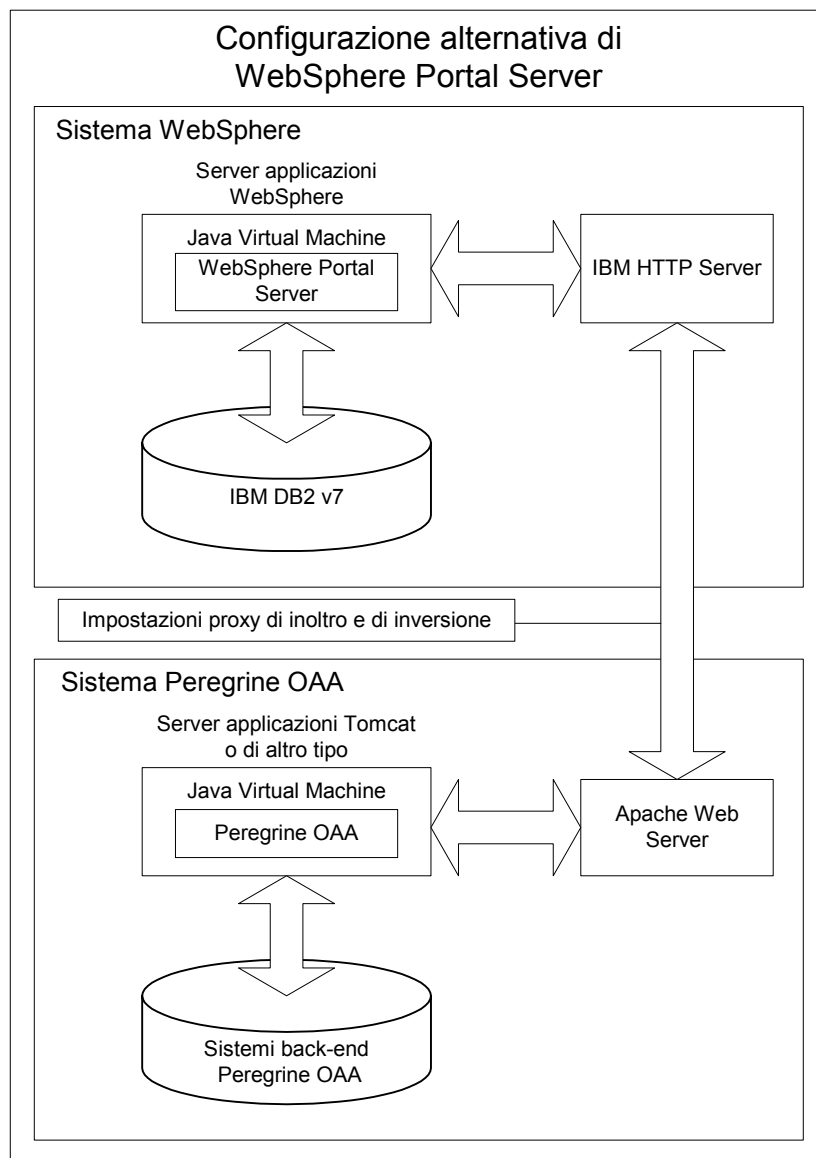 Configurazione alternativa di
WebSphere Portal Server
Sistema WebSphere
Server applicazioni
WebSphere
Java Virtual Machine
WebSphere Portal
Server
IBM HTTP Server
IBM DB2 v7
Impostazioni proxy di inoltro e di inversione
Sistema Peregrine OAA
Server applicazioni Tomcat
o di altro tipo
Java Virtual Machine
Peregrine OAA
Apache Web
Server
Sistemi back-end
Peregrine OAA